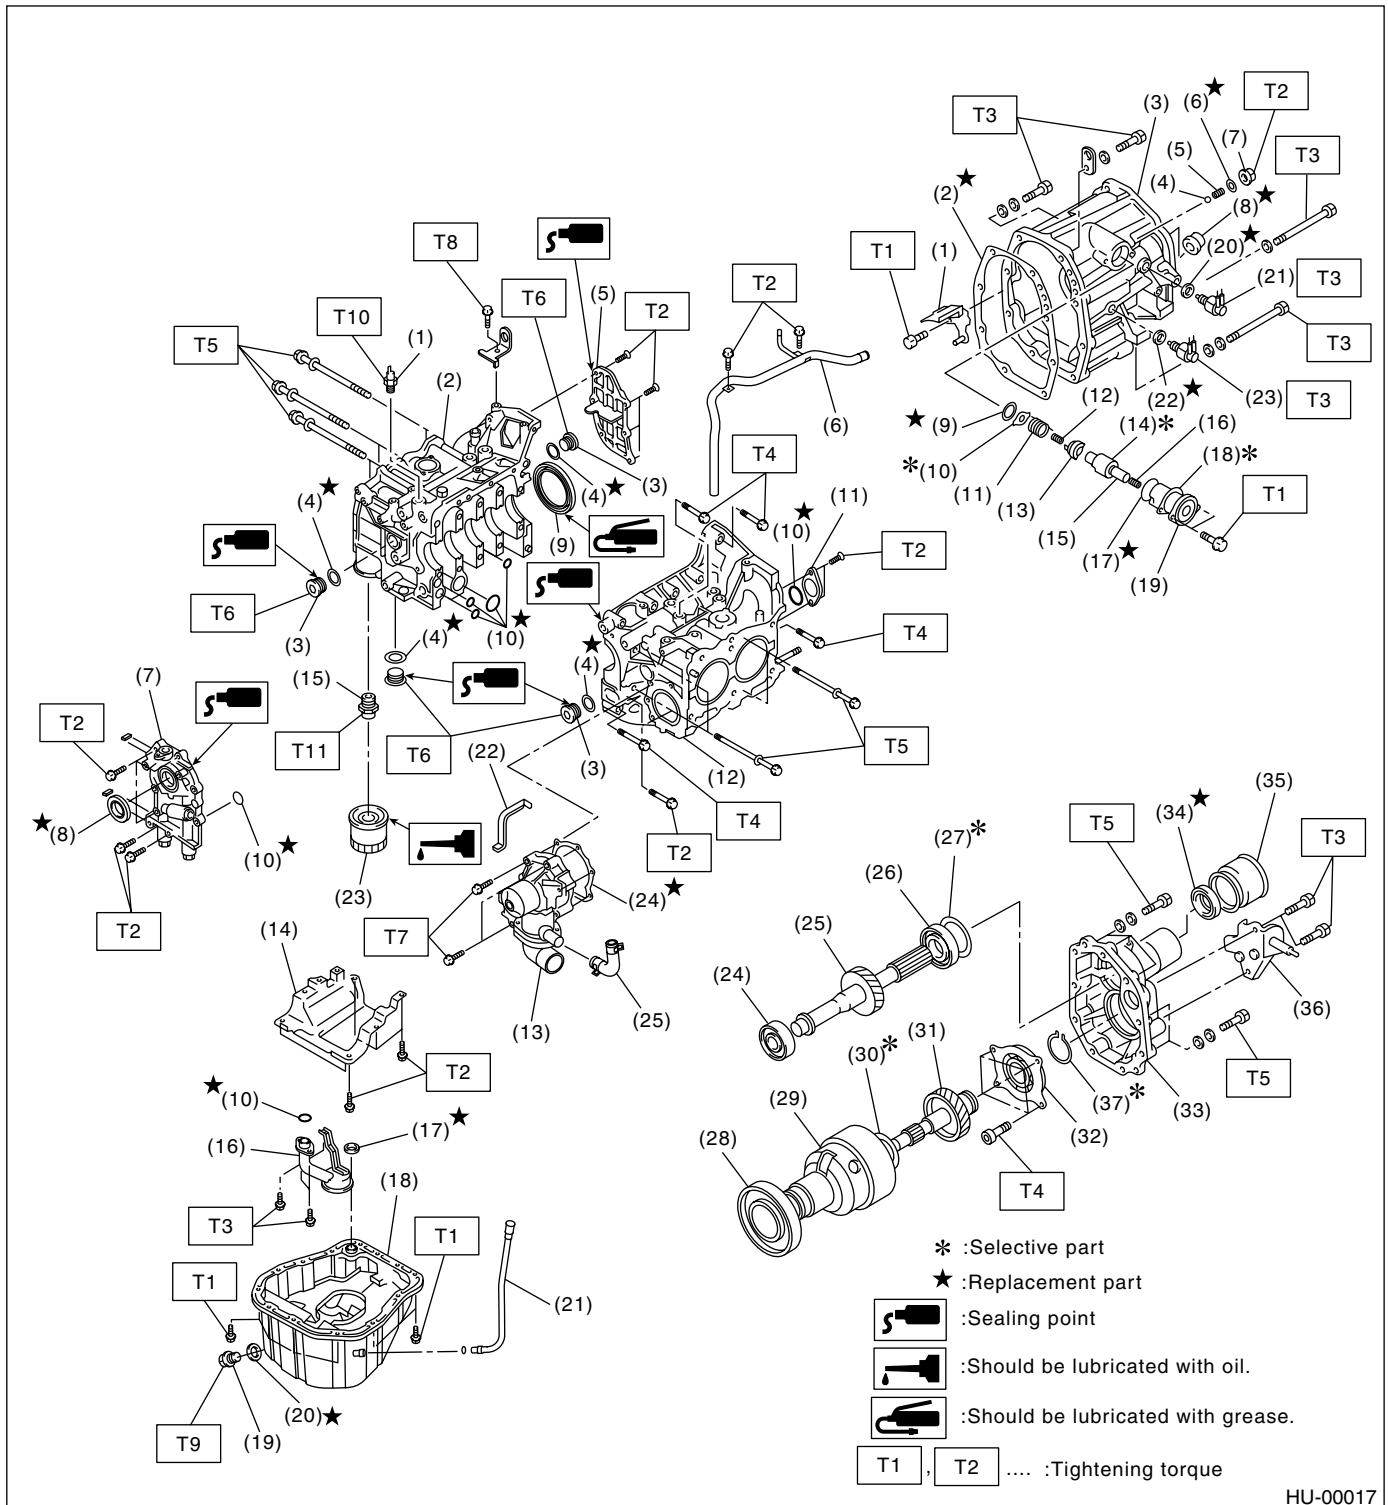 T3
(6)★
T2
(3)
(7)
(5)
T3
(4)
(2)★
(8)★
T8
(20)★
T1
(1)
T6
(5)
T2
T2
(21)
T3
T10
T5
(1)
(2)
T3
(12)
(22)★
(23)
T3
(6)
★(9)
(14)*
(16)
(4)★
(3)
T4
*(10)
(18)*
(4)★
(11)
(11)
(13)
T1
(9)
(10)★
(15)
T2
(17)★
(19)
T6
(3)
(10)★
T4
(4)★
★
(4)
(7)
(15)
T2
T11
T6
(22)
(3)
(12)
T5
(35)
★(8)
(10)★
T4
T5
(34)★
T2
(27)*
T3
(23)
(24)★
(26)
T2
T7
(25)
(14)
(24)
(36)
(13)
(25)
(31)
(30)*
T2
T5
★(10)
(29)
(37)*
(33)
(17)★
(32)
(16)
(28)
(18)
T4
T3
T1
* :Selective part
T1
★ :Replacement part
(21)
:Sealing point
:Should be lubricated with oil.
(20)★
:Should be lubricated with grease.
T9
(19)
T1 , T2 .... :Tightening torque
HU-00017